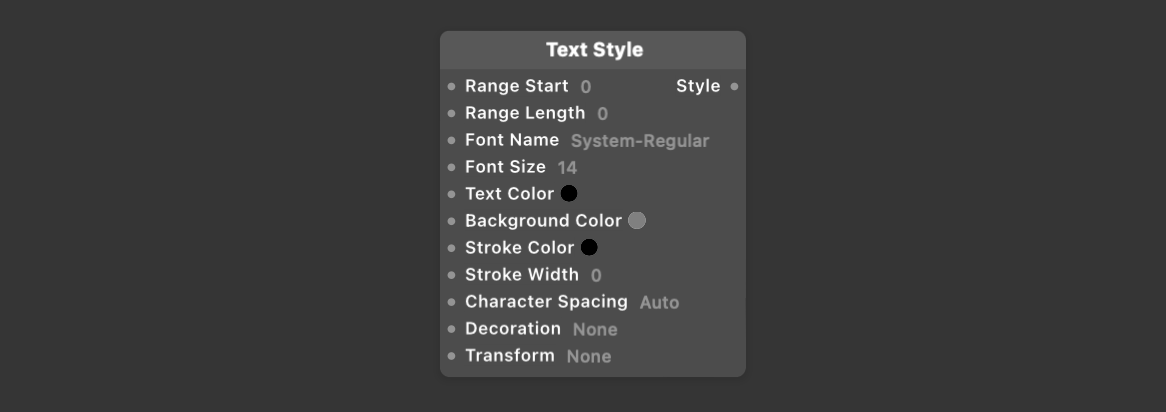 Text Style
Range Start 0 Style
Range Length 0
Font Name System-Regular
Font Size 14
Text Color
Background Color
Stroke Color
Stroke Width 0
Character Spacing Auto
Decoration None
Transform None